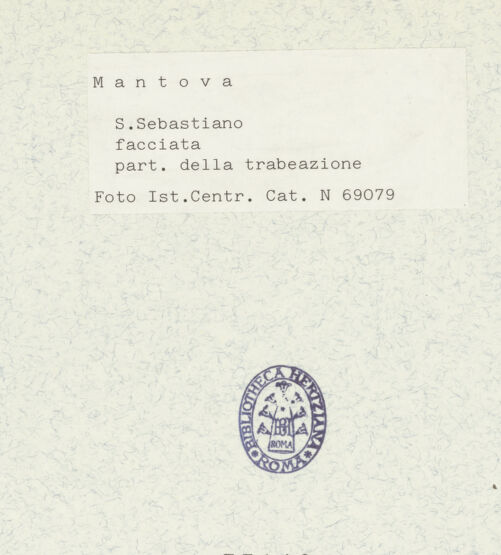 M a n t o v a
S.Sebastiano
facciata
part. della trabeazione
Foto Ist.Centr. Cat. N 69079
BIBLIOTHECA HERTZIANA
ROMA
* ROMA *